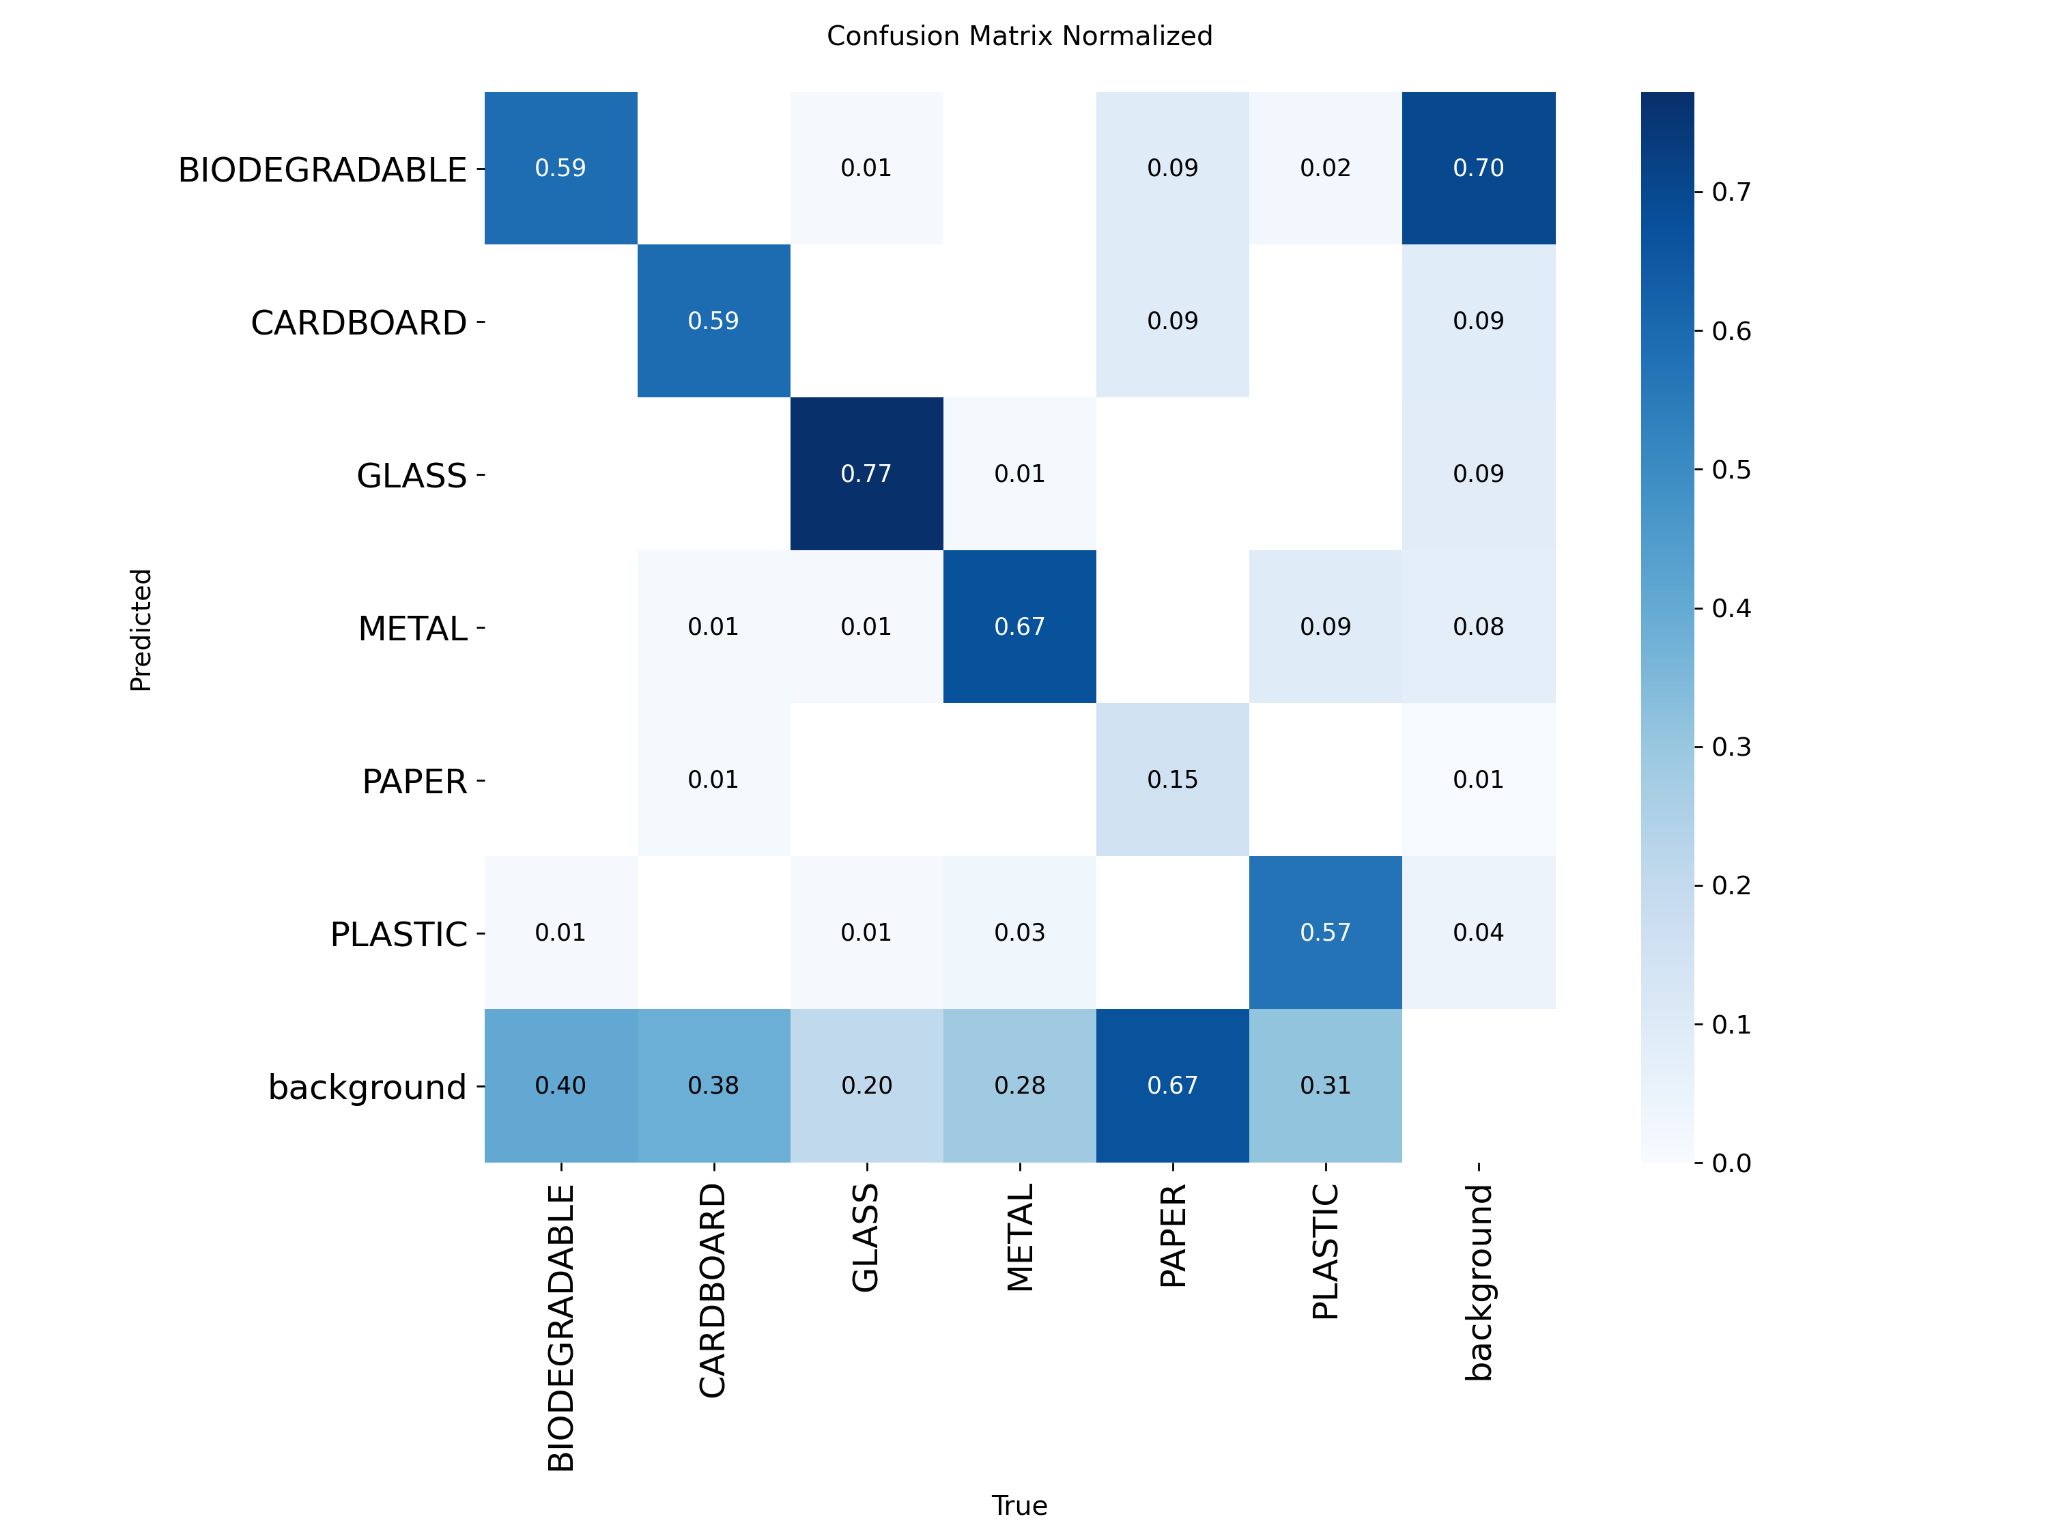 Confusion Matrix Normalized
BIODEGRADABLE 0.59 0.01 0.09 0.02 0.70
CARDBOARD 0.59 0.09 0.09
GLASS 0.77 0.01 0.09
METAL 0.01 0.01 0.67 0.09 0.08
PAPER 0.01 0.15 0.01
PLASTIC 0.01 0.01 0.03 0.57 0.04
background 0.40 0.38 0.20 0.28 0.67 0.31
Predicted
BIODEGRADABLE
CARDBOARD
GLASS
METAL
PAPER
PLASTIC
background
True
0.7
0.6
0.5
0.4
0.3
0.2
0.1
0.0